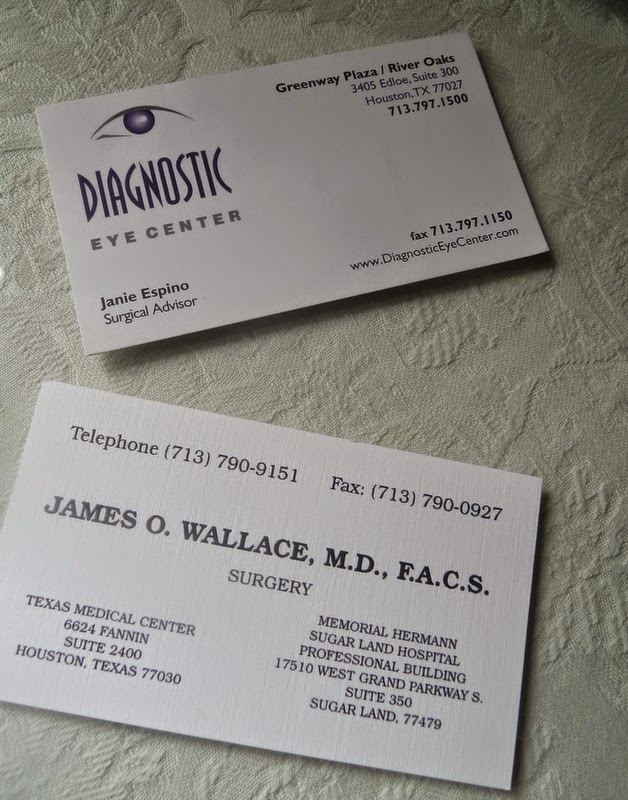 Greenway Plaza / River Oaks
3405 Edloe, Suite 300
Houston, TX 77027
713.797.1500
DIAGNOSTIC
EYE CENTER
fax 713.797.1150
www.DiagnosticEyeCenter.com
Janie Espino
Surgical Advisor
Telephone (713) 790-9151
Fax: (713) 790-0927
JAMES O. WALLACE, M.D., F.A.C.S.
SURGERY
TEXAS MEDICAL CENTER
6624 FANNIN
SUITE 2400
HOUSTON, TEXAS 77030
MEMORIAL HERMANN
SUGAR LAND HOSPITAL
PROFESSIONAL BUILDING
17510 WEST GRAND PARKWAY S.
SUITE 350
SUGAR LAND, 77479